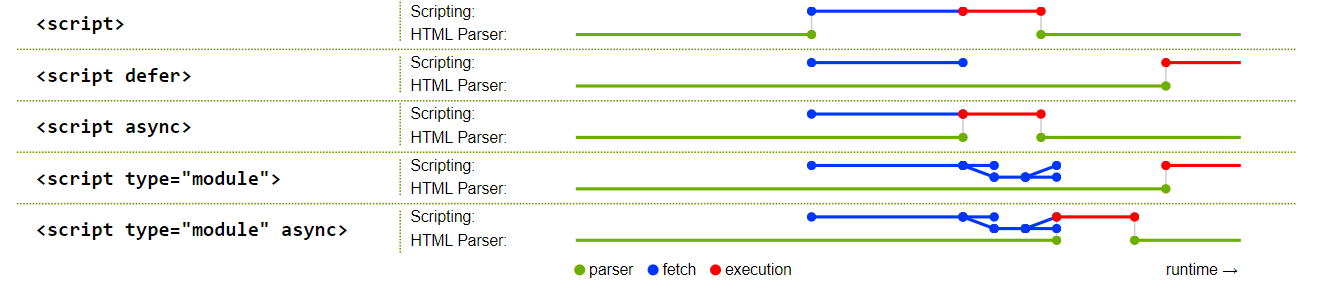 <script> Scripting:
HTML Parser:
<script defer> Scripting:
HTML Parser:
<script async> Scripting:
HTML Parser:
<script type="module"> Scripting:
HTML Parser:
<script type="module" async> Scripting:
HTML Parser:
parser fetch execution runtime →